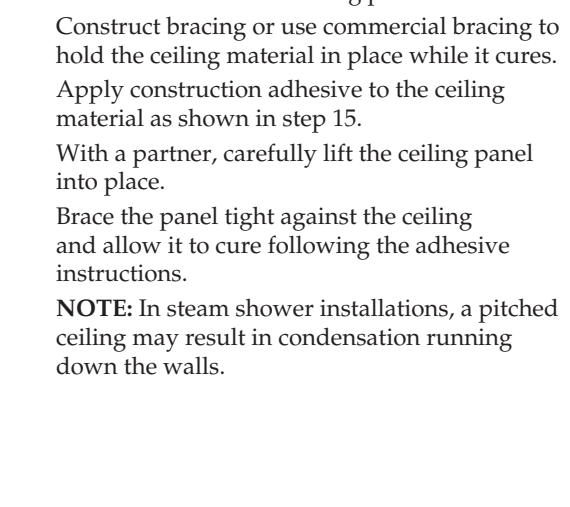 Construct bracing or use commercial bracing to
hold the ceiling material in place while it cures.
Apply construction adhesive to the ceiling
material as shown in step 15.
With a partner, carefully lift the ceiling panel
into place.
Brace the panel tight against the ceiling
and allow it to cure following the adhesive
instructions.
NOTE: In steam shower installations, a pitched
ceiling may result in condensation running
down the walls.